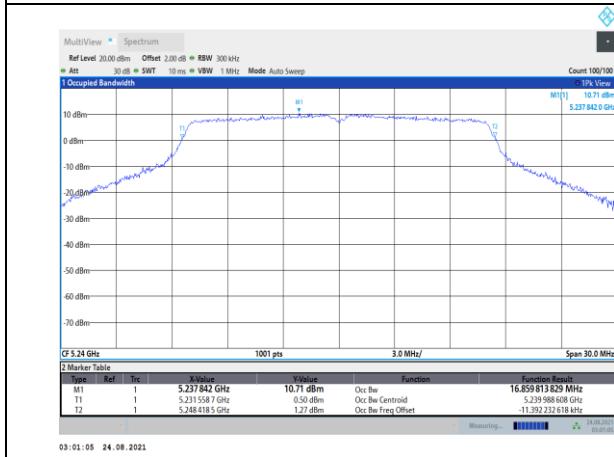 MultiView Spectrum
Ref Level 20.00 dBm Offset 2.00 dB RBW 300 kHz
Att 30 dB SWT 10 ms VBW 1 MHz Mode Auto Sweep Count 100/100
1 Occupied Bandwidth 1Pk View
M1[1] 10.71 dBm
5.237 842 0 GHz
M1
10 dBm
T1
T2
0 dBm
-10 dBm
-20 dBm
-30 dBm
-40 dBm
-50 dBm
-60 dBm
-70 dBm
CF 5.24 GHz 1001 pts 3.0 MHz/ Span 30.0 MHz
2 Marker Table
Type Ref Trc X-Value Y-Value Function Function Result
M1 1 5.237 842 GHz 10.71 dBm Occ Bw 16.859 813 829 MHz
T1 1 5.231 558 7 GHz 0.50 dBm Occ Bw Centroid 5.239 988 608 GHz
T2 1 5.248 418 5 GHz 1.27 dBm Occ Bw Freq Offset -11.392 232 618 kHz
Measuring... 24.08.2021
03:01:05
03:01:05 24.08.2021